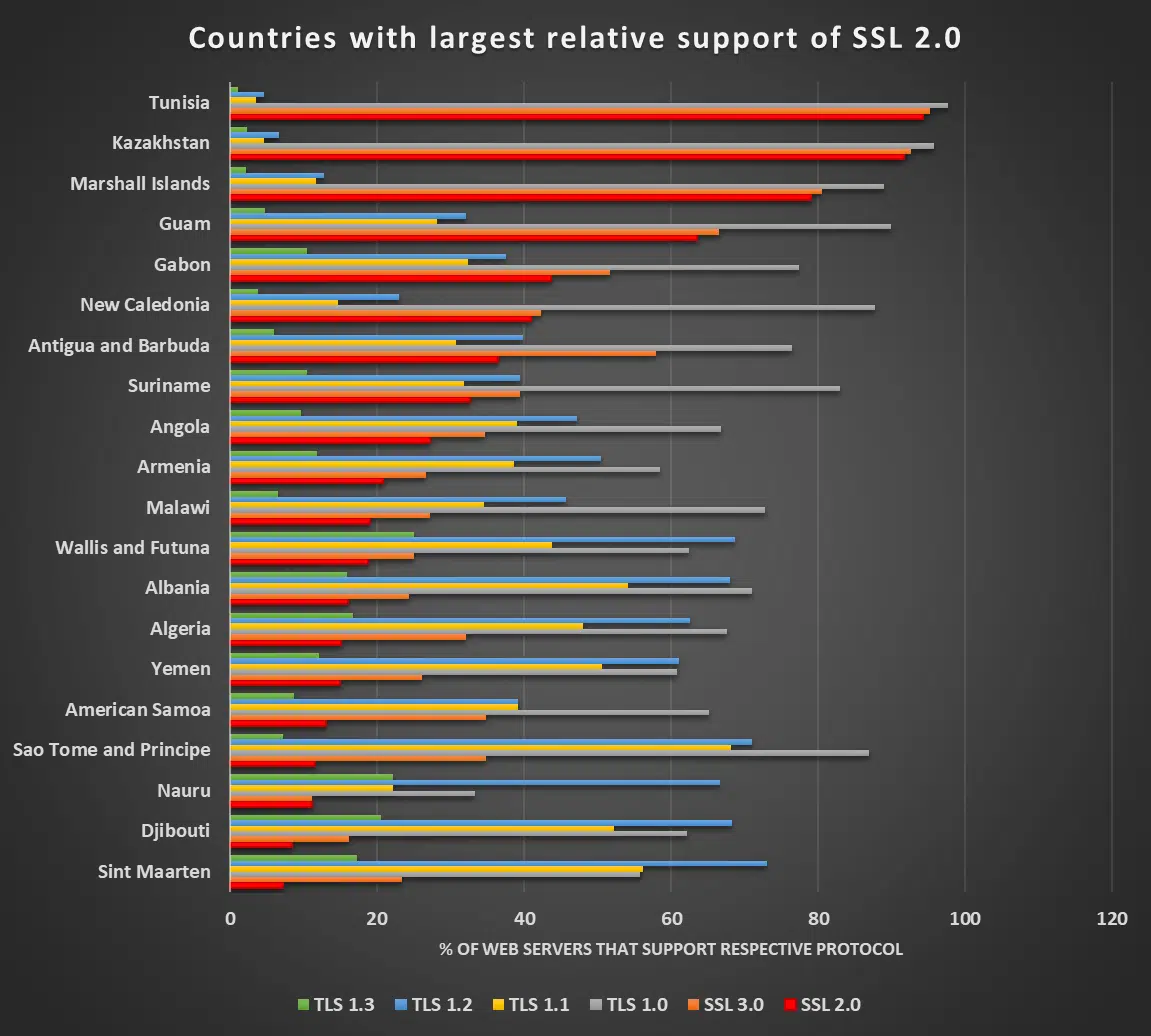 Countries with largest relative support of SSL 2.0
Tunisia
Kazakhstan
Marshall Islands
Guam
Gabon
New Caledonia
Antigua and Barbuda
Suriname
Angola
Armenia
Malawi
Wallis and Futuna
Albania
Algeria
Yemen
American Samoa
Sao Tome and Principe
Nauru
Djibouti
Sint Maarten
0 20 40 60 80 100 120
% OF WEB SERVERS THAT SUPPORT RESPECTIVE PROTOCOL
TLS 1.3 TLS 1.2 TLS 1.1 TLS 1.0 SSL 3.0 SSL 2.0